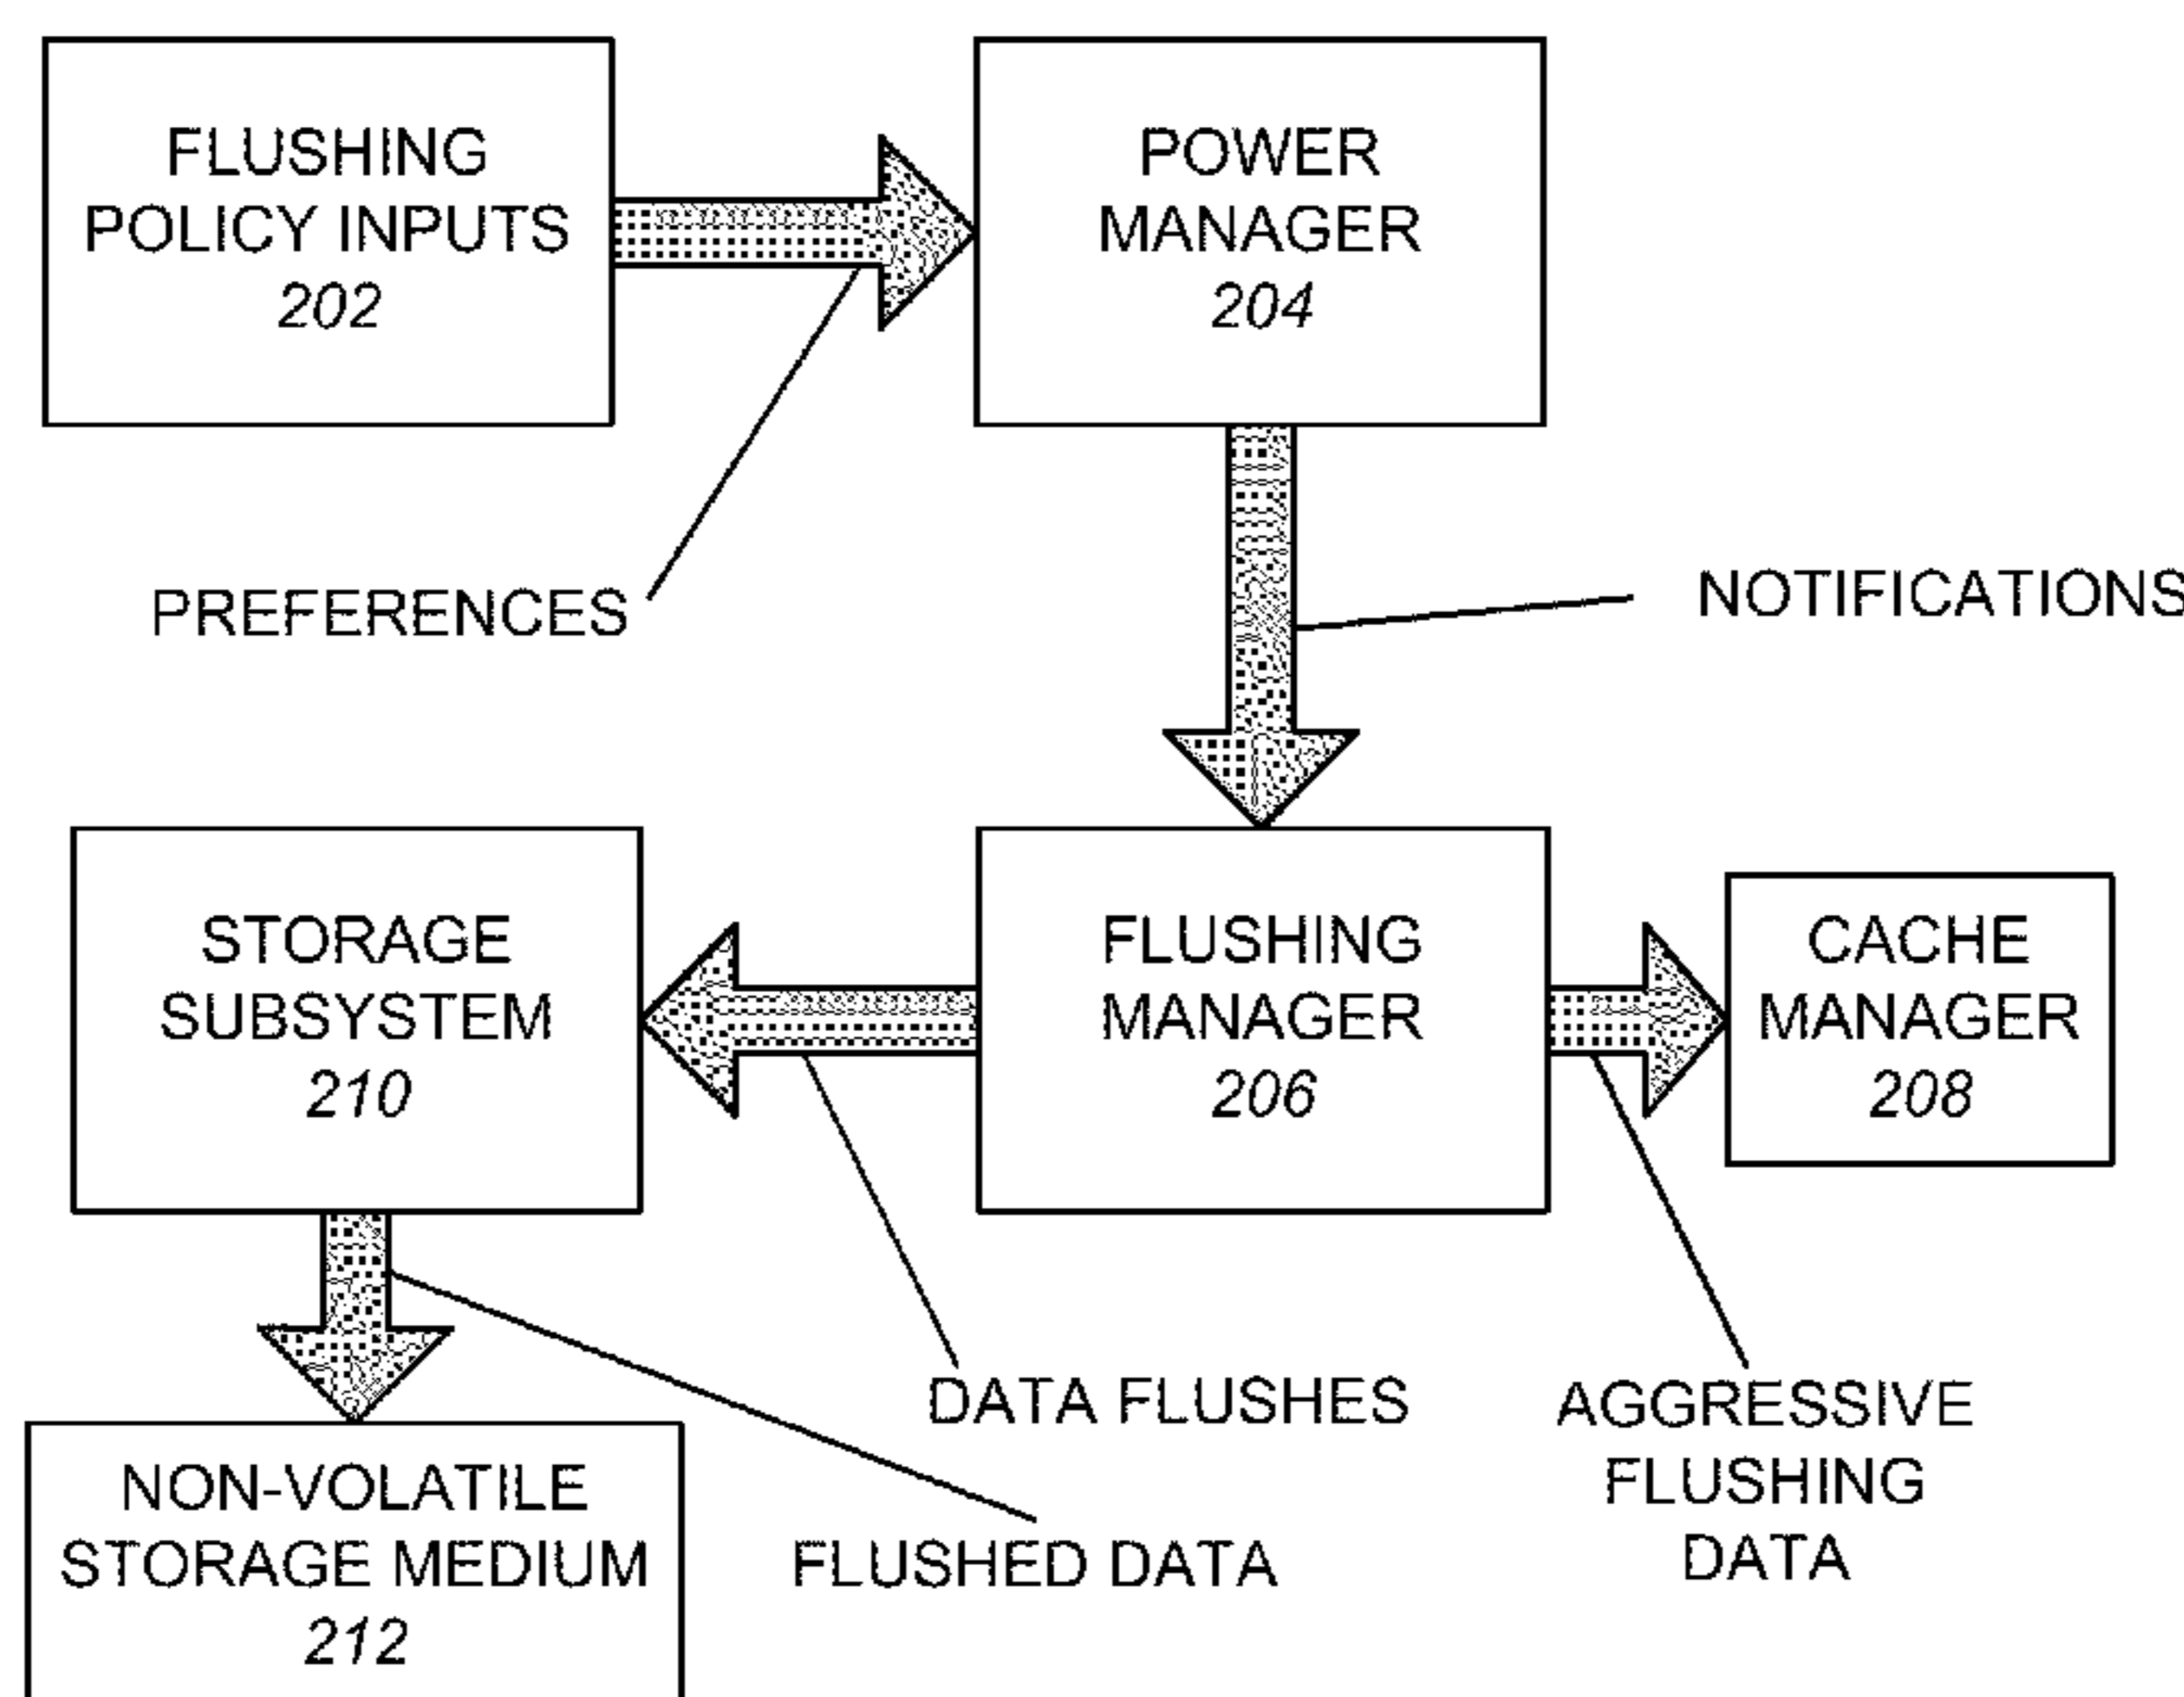 FLUSHING
POLICY INPUTS
202
POWER
MANAGER
204
PREFERENCES
NOTIFICATIONS
STORAGE
SUBSYSTEM
210
FLUSHING
MANAGER
206
CACHE
MANAGER
208
DATA FLUSHES
AGGRESSIVE
FLUSHING
DATA
NON-VOLATILE
STORAGE MEDIUM
212
FLUSHED DATA